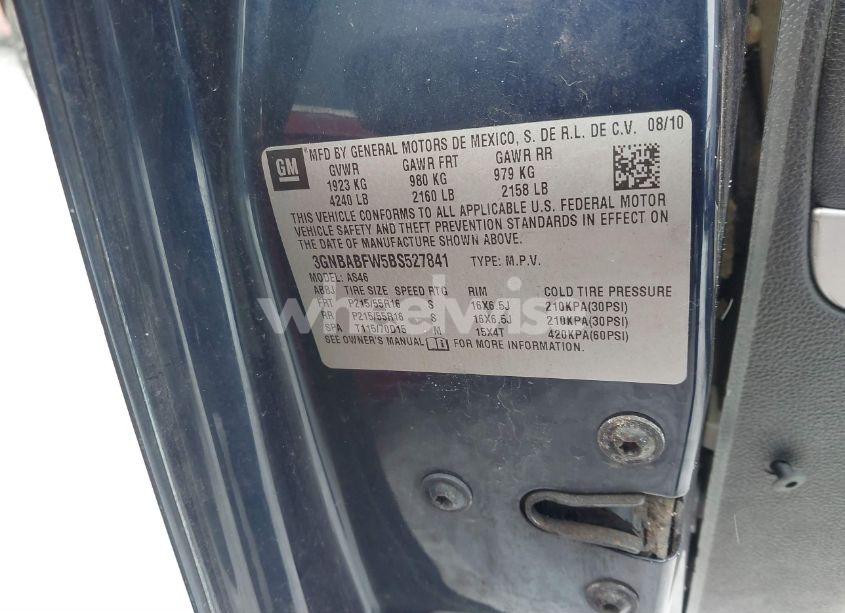 GM
*MFD BY GENERAL MOTORS DE MEXICO, S. DE R.L. DE C.V. 08/10
GVWR GAWR FRT GAWR RR
1923 KG 980 KG 979 KG
4240 LB 2160 LB 2158 LB
THIS VEHICLE CONFORMS TO ALL APPLICABLE U.S. FEDERAL MOTOR
VEHICLE SAFETY AND THEFT PREVENTION STANDARDS IN EFFECT ON
THE DATE OF MANUFACTURE SHOWN ABOVE.
3GNBABFW5BS527841 TYPE: M.P.V.
MODEL: AS46
ABBJ TIRE SIZE SPEED RTG RIM COLD TIRE PRESSURE
FRT P215/55R16 S 16X6.5J 210KPA(30PSI)
RR P215/55R16 S 16X6.5J 210KPA(30PSI)
SPA T115/70D15 M 15X4T 420KPA(60PSI)
SEE OWNER'S MANUAL FOR MORE INFORMATION.